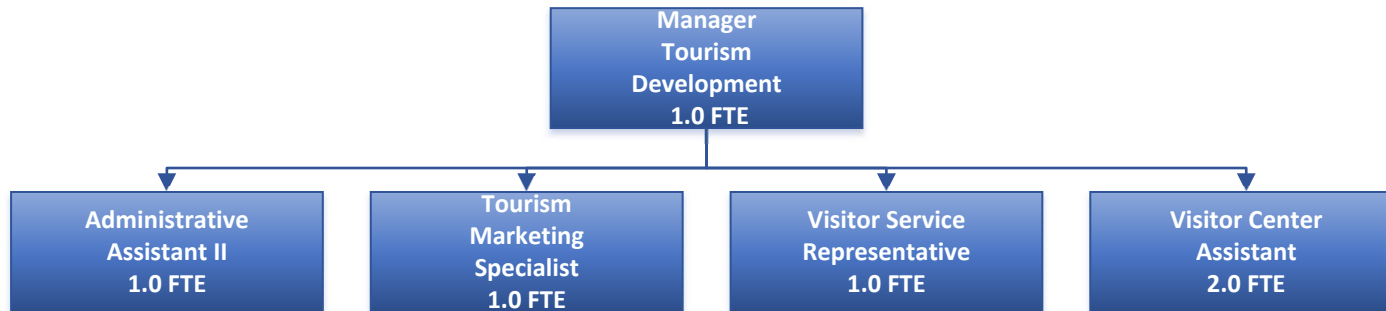 Manager
Tourism
Development
1.0 FTE
Administrative
Assistant II
1.0 FTE
Tourism
Marketing
Specialist
1.0 FTE
Visitor Service
Representative
1.0 FTE
Visitor Center
Assistant
2.0 FTE